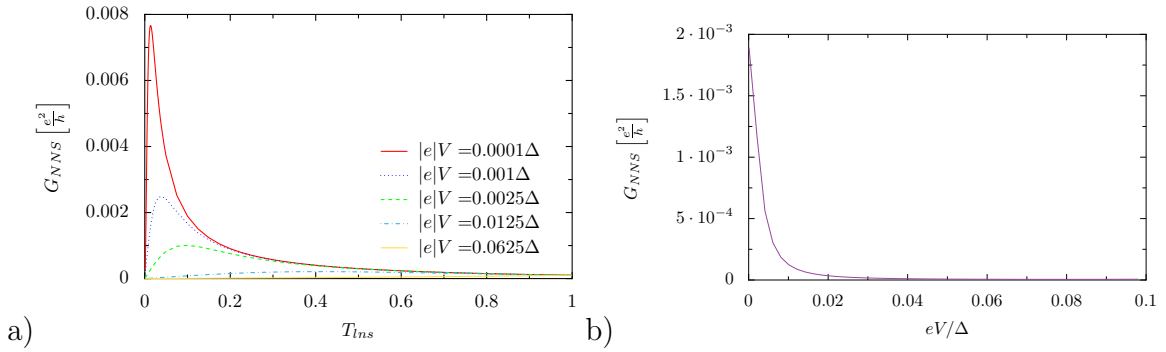 0.008
0.006
0.004
0.002
0
G_{NNS} [\frac{e^2}{h}]
|e|V =0.0001Δ
|e|V =0.001Δ
|e|V =0.0025Δ
|e|V =0.0125Δ
|e|V =0.0625Δ
0 0.2 0.4 0.6 0.8 1
T_{lns}
a)
2 · 10^{-3}
1.5 · 10^{-3}
1 · 10^{-3}
5 · 10^{-4}
0
G_{NNS} [\frac{e^2}{h}]
0 0.02 0.04 0.06 0.08 0.1
eV/Δ
b)